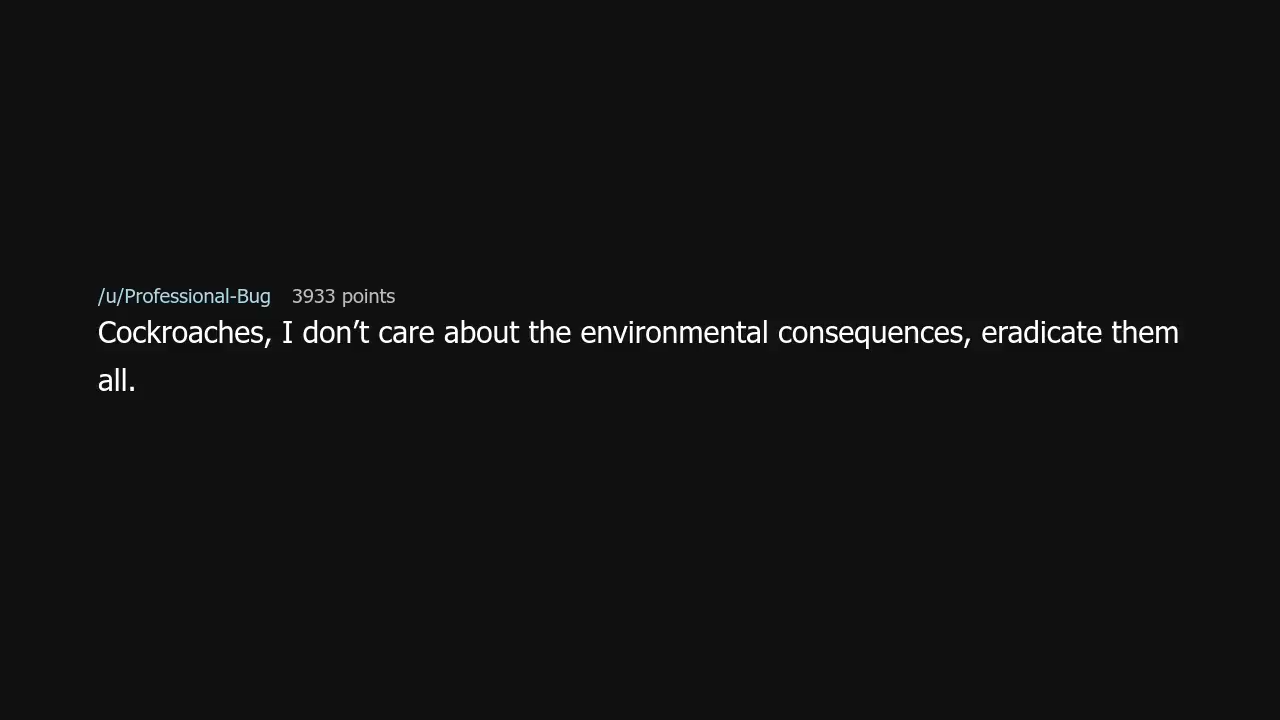 /u/Professional-Bug 3933 points
Cockroaches, I don’t care about the environmental consequences, eradicate them
all.